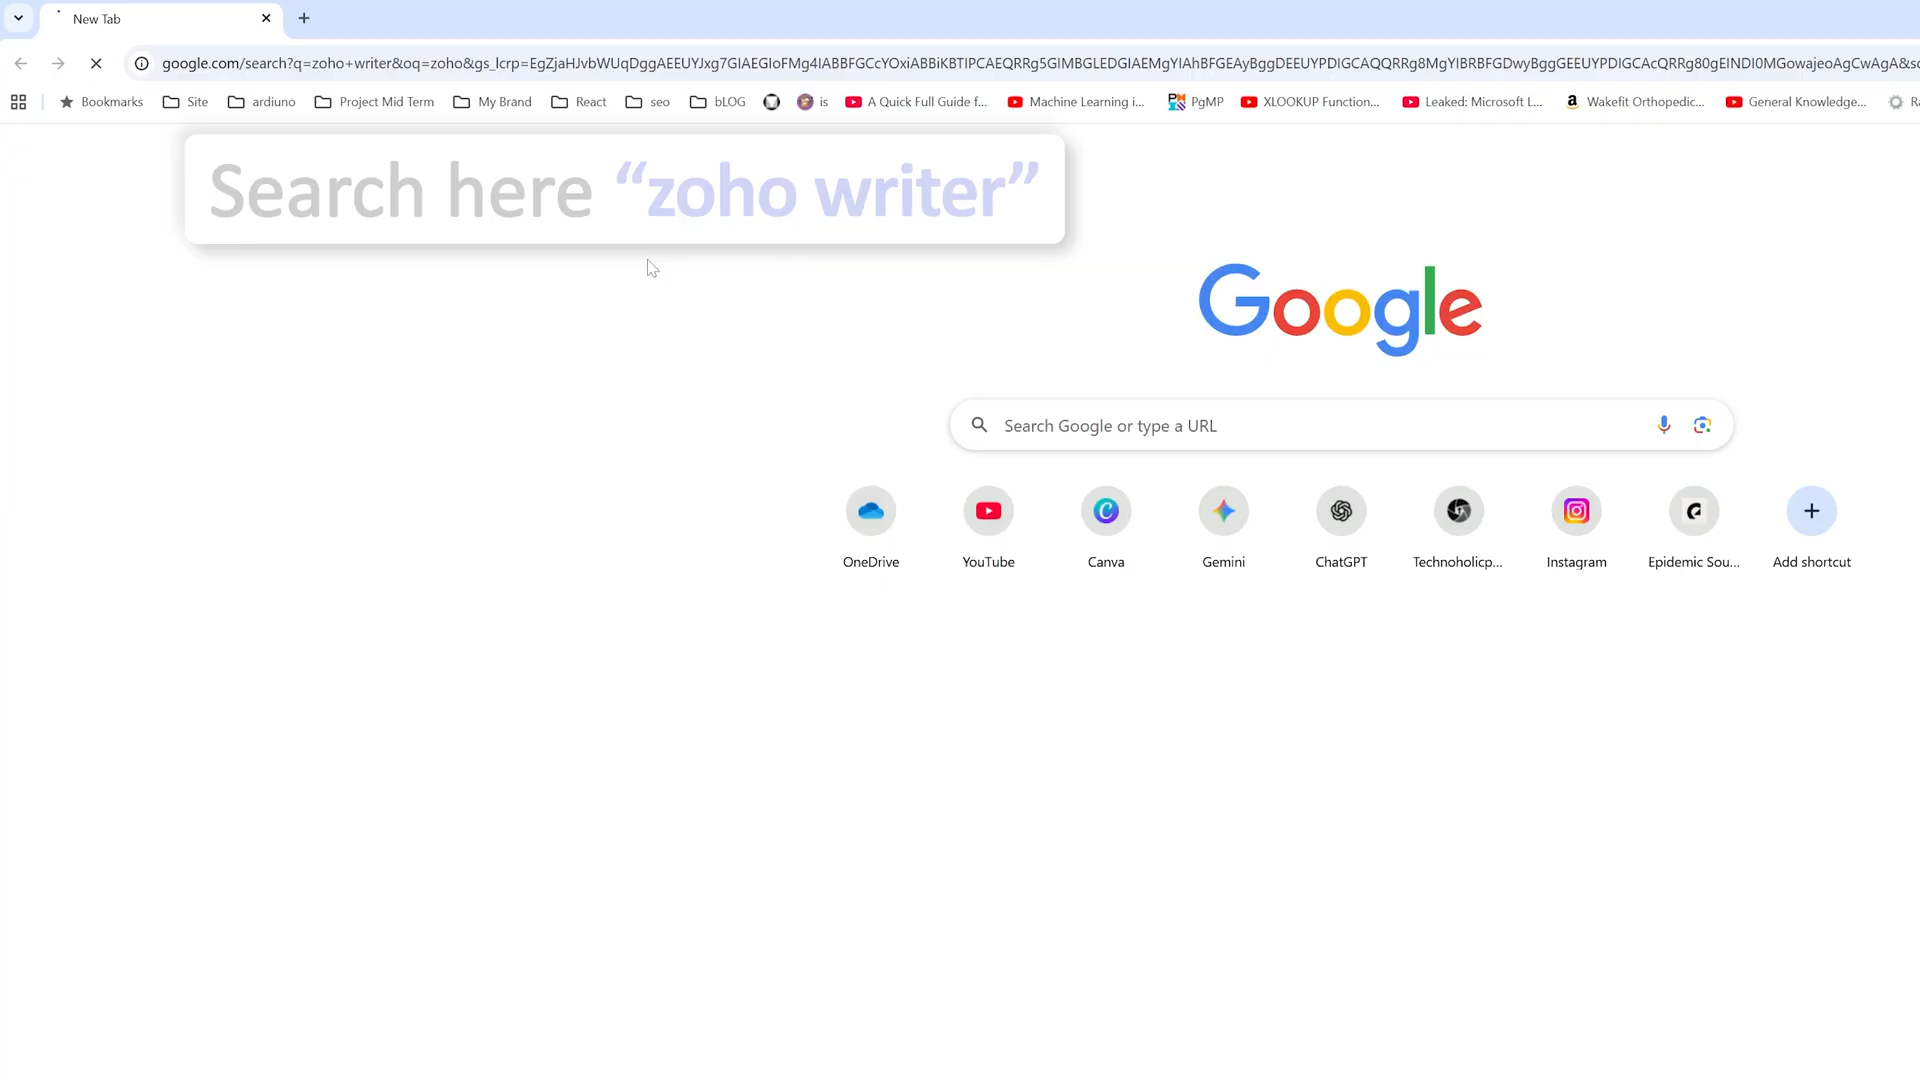 New Tab
google.com/search?q=zoho+writer&oq=zoho&gs_lcrp=EgZjaHJvbWUqDggAEEUYJxg7GIAEGIoFMg4IABBFGCcYOxiABBiKBTIPCAEQRRg5GIMBGLEDGIAEMgYIAhBFGEAyBggDEEUYPDIGCAQQRRg8MgYIBRBFGDwyBggGEEUYPDIGCAcQRRg80gEINDI0MGowajeoAgCwAgA&sc
Bookmarks Site ardiuno Project Mid Term My Brand React seo bLOG is A Quick Full Guide f... Machine Learning i... PgMP XLOOKUP Function... Leaked: Microsoft L... Wakefit Orthopedic... General Knowledge... Ra
Search here “zoho writer”
Google
Search Google or type a URL
OneDrive YouTube Canva Gemini ChatGPT Technoholicp... Instagram Epidemic Sou... Add shortcut